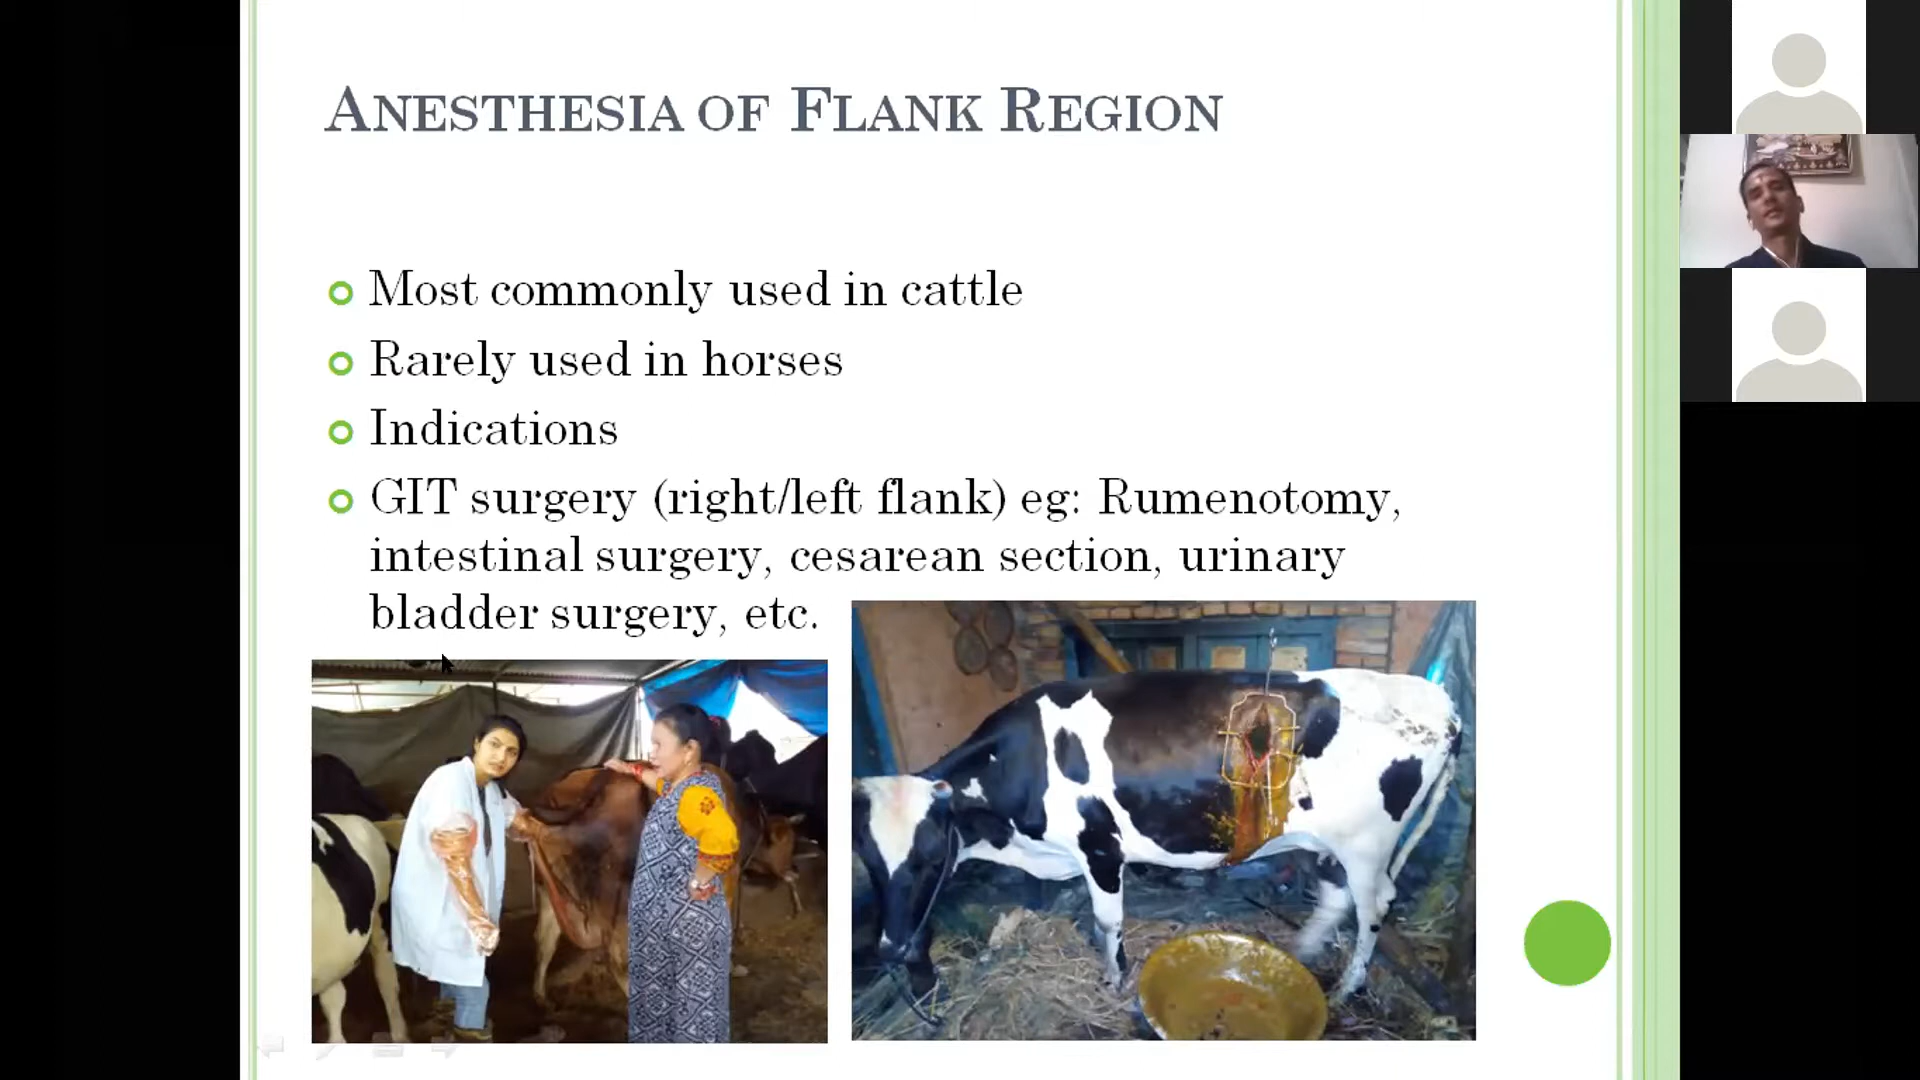 ANESTHESIA OF FLANK REGION
Most commonly used in cattle
Rarely used in horses
Indications
GIT surgery (right/left flank) eg: Rumenotomy,
intestinal surgery, cesarean section, urinary
bladder surgery, etc.